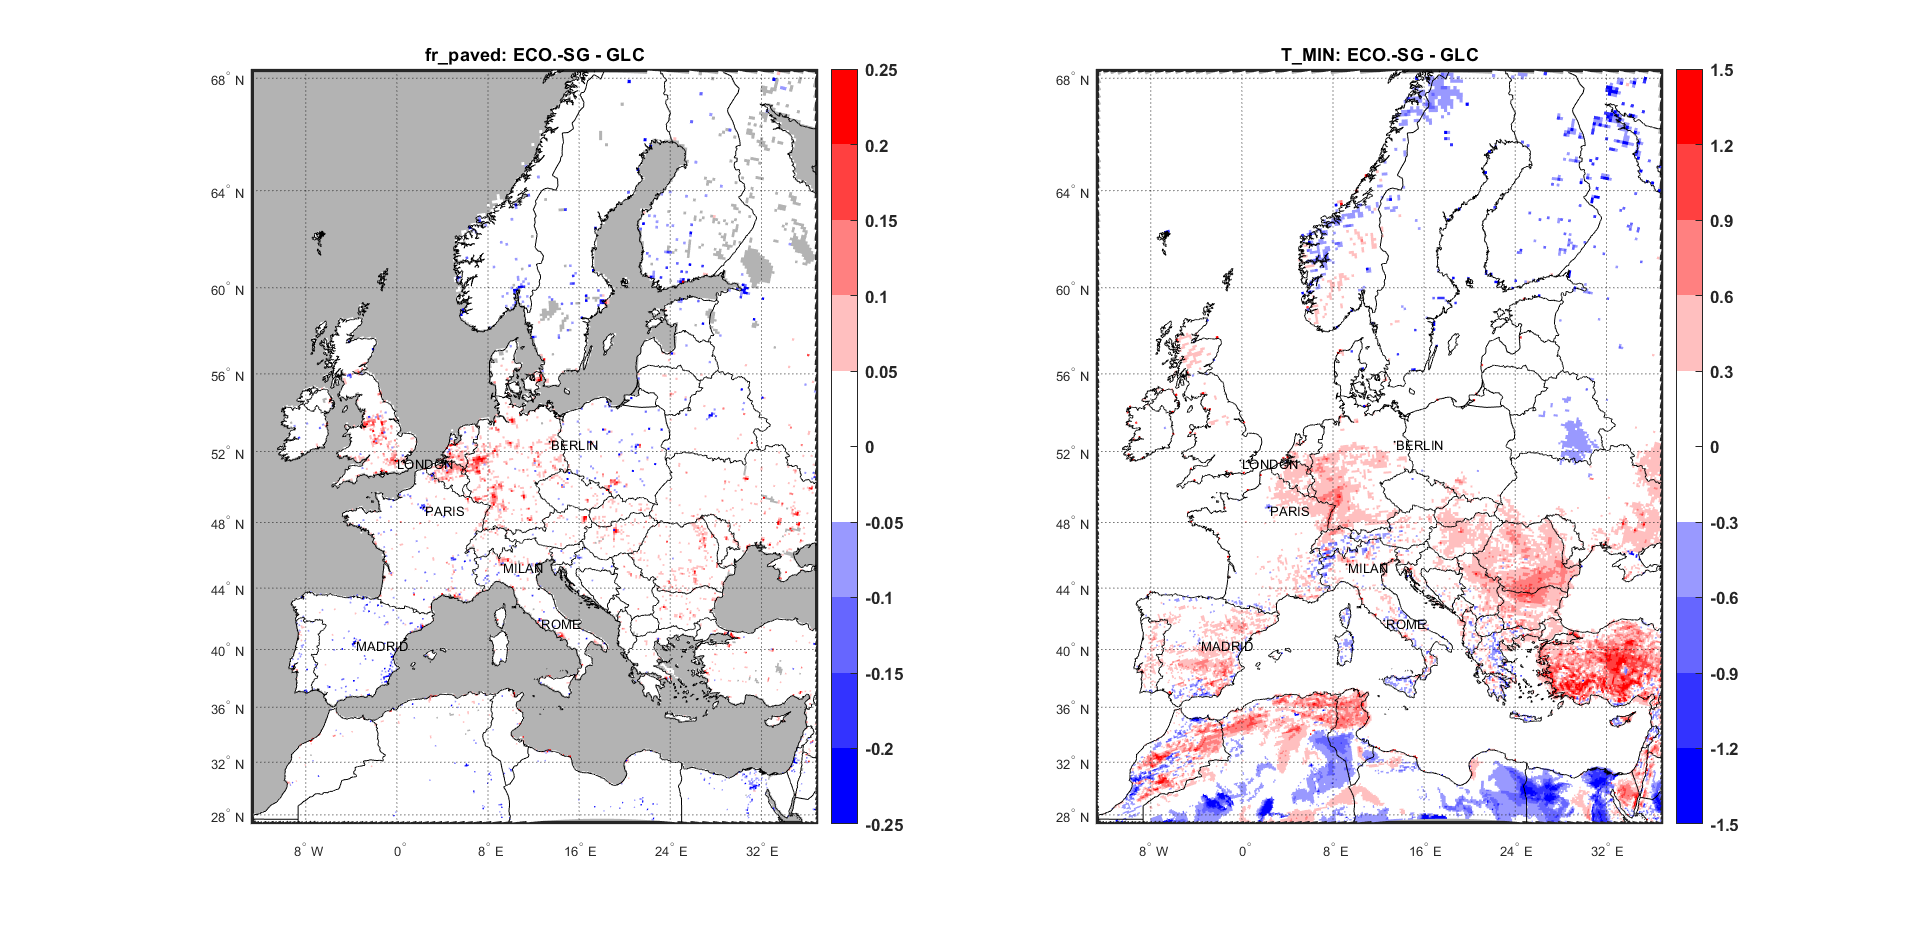 fr_paved: ECO.-SG - GLC
68° N
64° N
60° N
56° N
52° N
48° N
44° N
40° N
36° N
32° N
28° N
8° W
0°
8° E
16° E
24° E
32° E
LONDON
BERLIN
PARIS
MILAN
ROME
MADRID
0.25
0.2
0.15
0.1
0.05
0
-0.05
-0.1
-0.15
-0.2
-0.25
T_MIN: ECO.-SG - GLC
68° N
64° N
60° N
56° N
52° N
48° N
44° N
40° N
36° N
32° N
28° N
8° W
0°
8° E
16° E
24° E
32° E
LONDON
BERLIN
PARIS
MILAN
ROME
MADRID
1.5
1.2
0.9
0.6
0.3
0
-0.3
-0.6
-0.9
-1.2
-1.5